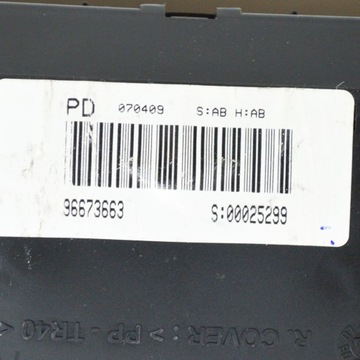 PD 070409 S:AB H:AB
96673663 S:00025299
R. COVER: >PP - TR40<